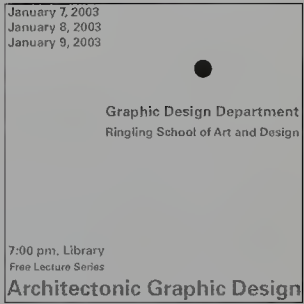 January 7, 2003
January 8, 2003
January 9, 2003
Graphic Design Department
Ringling School of Art and Design
7:00 pm, Library
Free Lecture Series
Architectonic Graphic Design